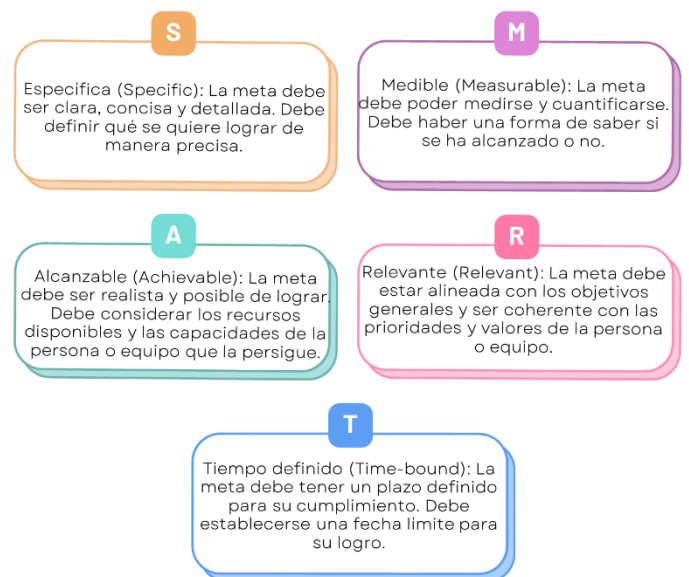 S
Especifica (Specific): La meta debe
ser clara, concisa y detallada. Debe
definir qué se quiere lograr de
manera precisa.
M
Medible (Measurable): La meta
debe poder medirse y cuantificarse.
Debe haber una forma de saber si
se ha alcanzado o no.
A
Alcanzable (Achievable): La meta
debe ser realista y posible de lograr.
Debe considerar los recursos
disponibles y las capacidades de la
persona o equipo que la persigue.
R
Relevante (Relevant): La meta debe
estar alineada con los objetivos
generales y ser coherente con las
prioridades y valores de la persona
o equipo.
T
Tiempo definido (Time-bound): La
meta debe tener un plazo definido
para su cumplimiento. Debe
establecerse una fecha limite para
su logro.